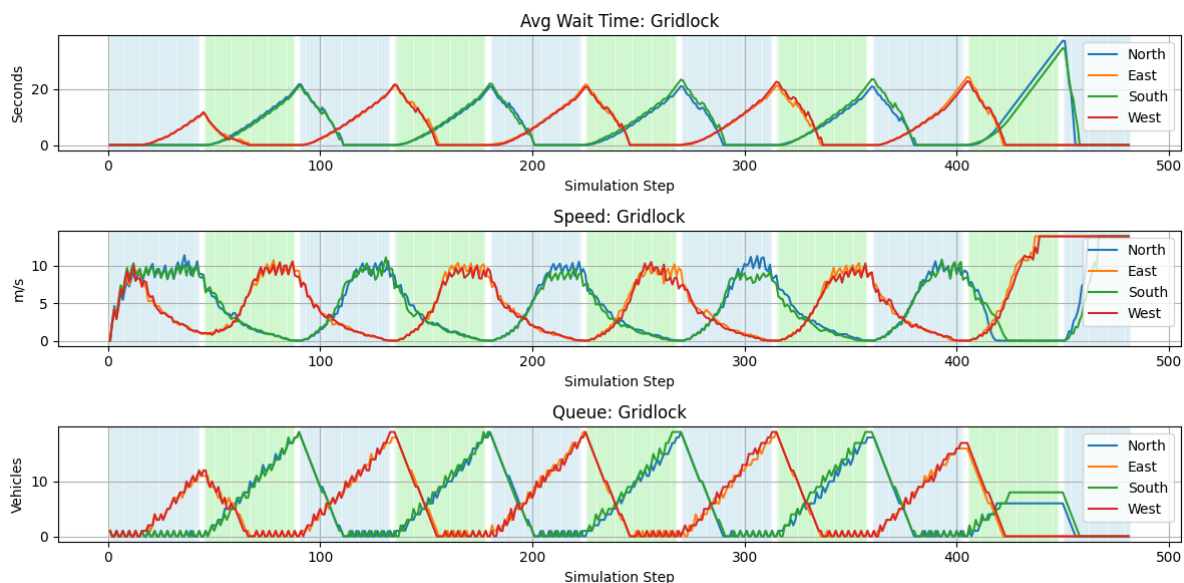 Avg Wait Time: Gridlock
Seconds
20
0
0
100
200
300
400
500
Simulation Step
North
East
South
West
Speed: Gridlock
m/s
10
5
0
0
100
200
300
400
500
Simulation Step
North
East
South
West
Queue: Gridlock
Vehicles
10
0
0
100
200
300
400
500
Simulation Step
North
East
South
West